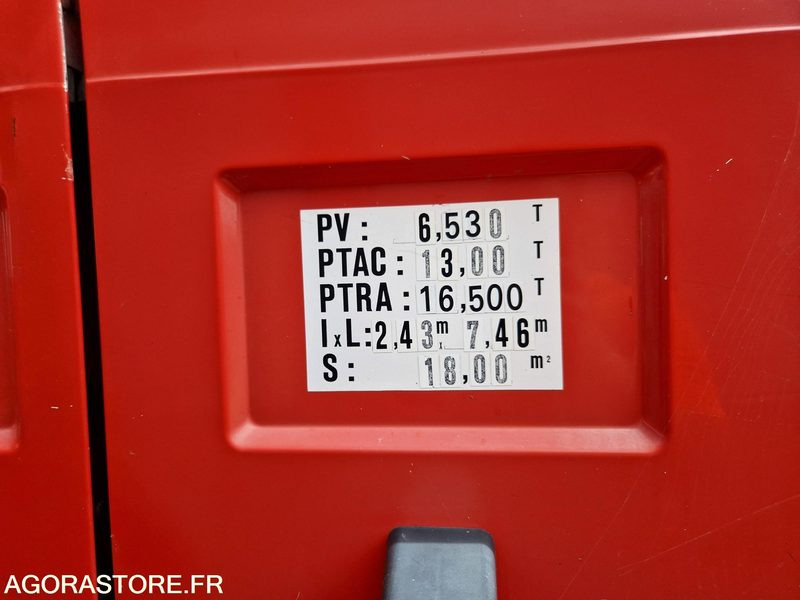 PV : 6,530 T
PTAC : 13,00 T
PTRA : 16,500 T
l x L : 2,43 m x 7,46 m
S : 18,00 m²
AGORASTORE.FR